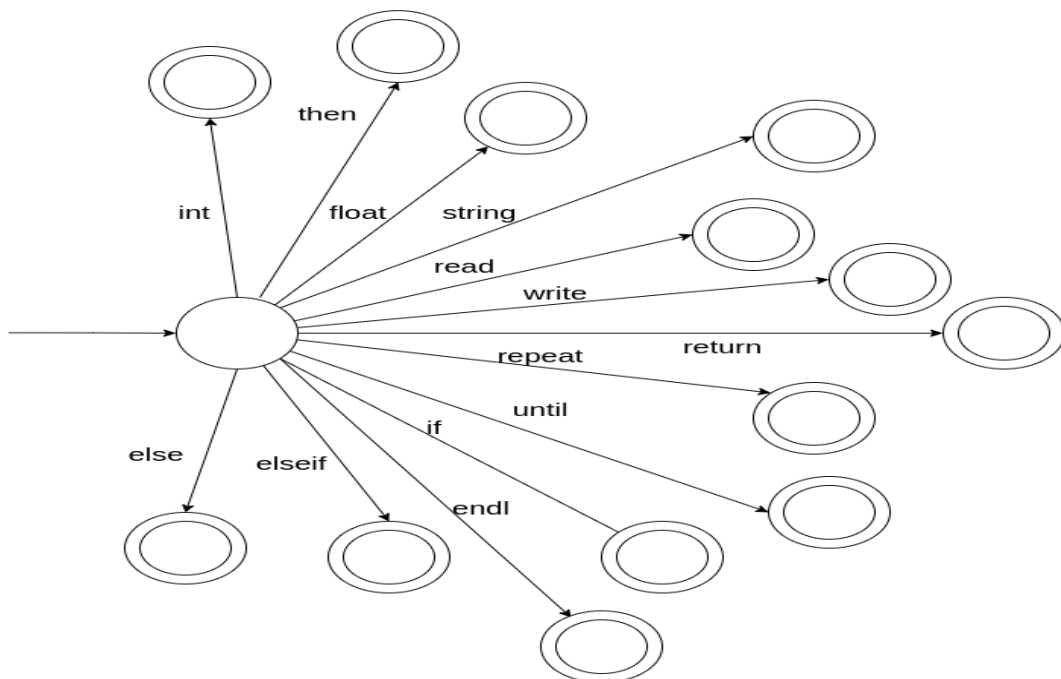 then
int
float
string
read
write
return
repeat
until
if
else
elseif
endl